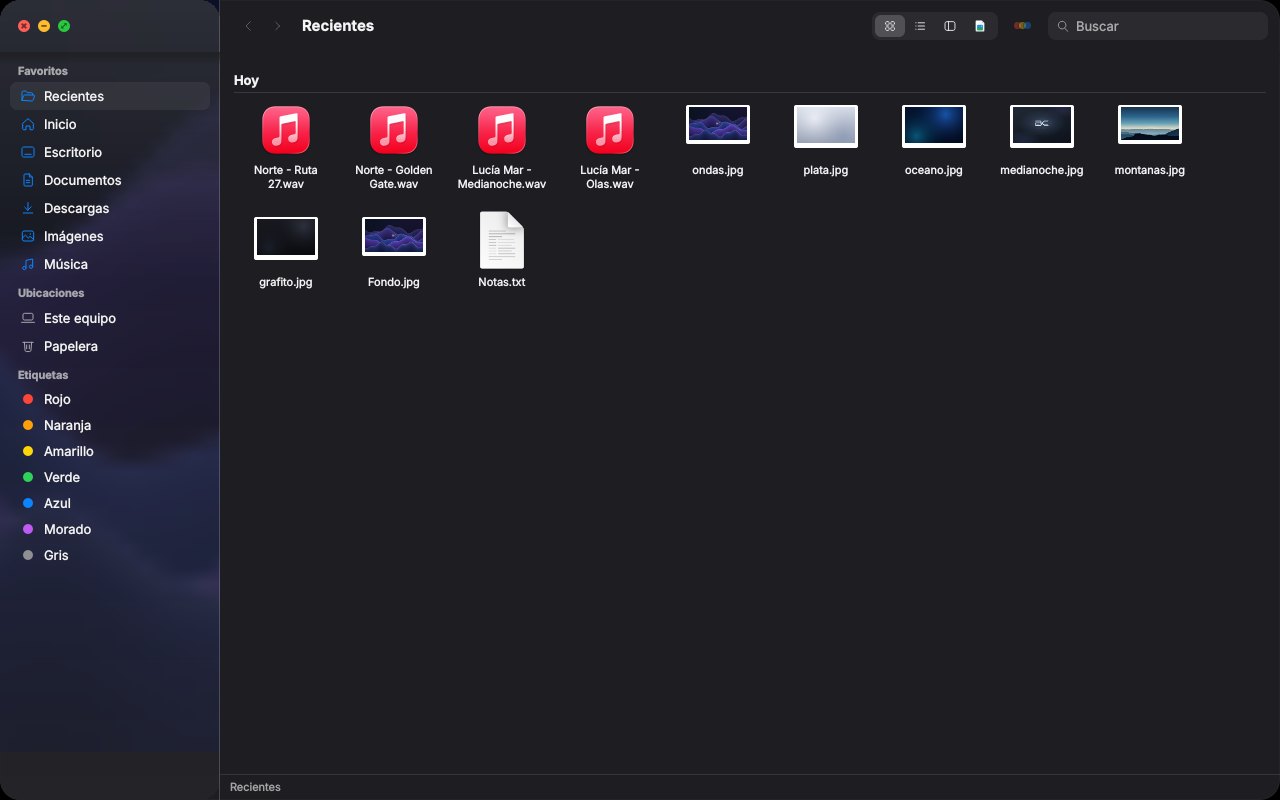 Recientes
Buscar
Favoritos
Recientes
Inicio
Escritorio
Documentos
Descargas
Imágenes
Música
Ubicaciones
Este equipo
Papelera
Etiquetas
Rojo
Naranja
Amarillo
Verde
Azul
Morado
Gris
Hoy
Norte - Ruta
27.wav
Norte - Golden
Gate.wav
Lucía Mar -
Medianoche.wav
Lucía Mar -
Olas.wav
ondas.jpg
plata.jpg
oceano.jpg
medianoche.jpg
montanas.jpg
grafito.jpg
Fondo.jpg
Notas.txt
Recientes